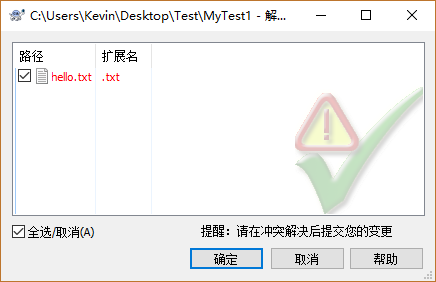 C:\Users\Kevin\Desktop\Test\MyTest1 - 解...
路径 扩展名
hello.txt .txt
全选/取消(A)
提醒：请在冲突解决后提交您的变更
确定 取消 帮助